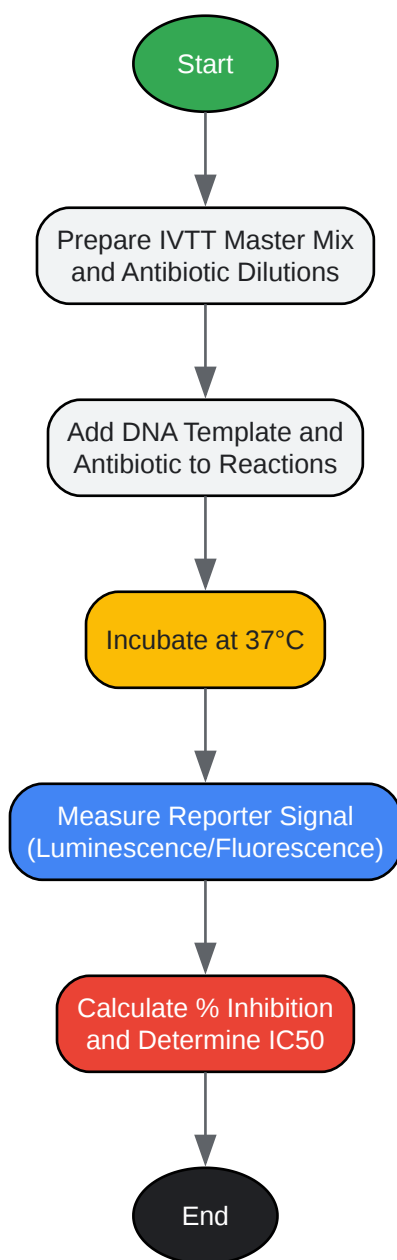 Start
Prepare IVTT Master Mix
and Antibiotic Dilutions
Add DNA Template and
Antibiotic to Reactions
Incubate at 37°C
Measure Reporter Signal
(Luminescence/Fluorescence)
Calculate % Inhibition
and Determine IC50
End